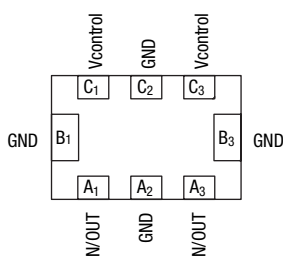 Vcontrol GND Vcontrol
C1 C2 C3
GND B1 B3 GND
A1 A2 A3
N/OUT GND N/OUT